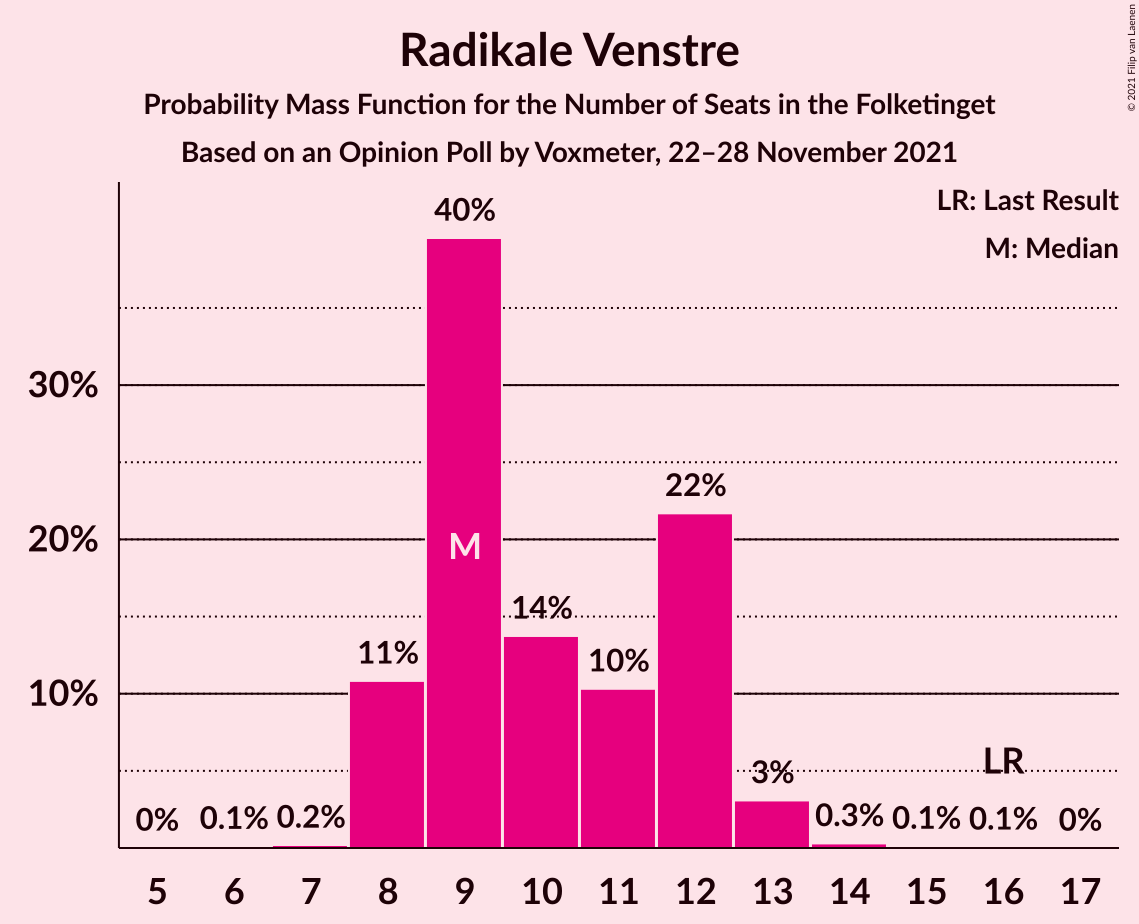 Radikale Venstre
Probability Mass Function for the Number of Seats in the Folketinget
Based on an Opinion Poll by Voxmeter, 22–28 November 2021
© 2021 Filip van Laenen
LR: Last Result
M: Median
40%
30%
22%
20%
M
14%
11%
10%
10%
LR
3%
0%
0.1%
0.2%
0.3%
0.1%
0.1%
0%
5 6 7 8 9 10 11 12 13 14 15 16 17